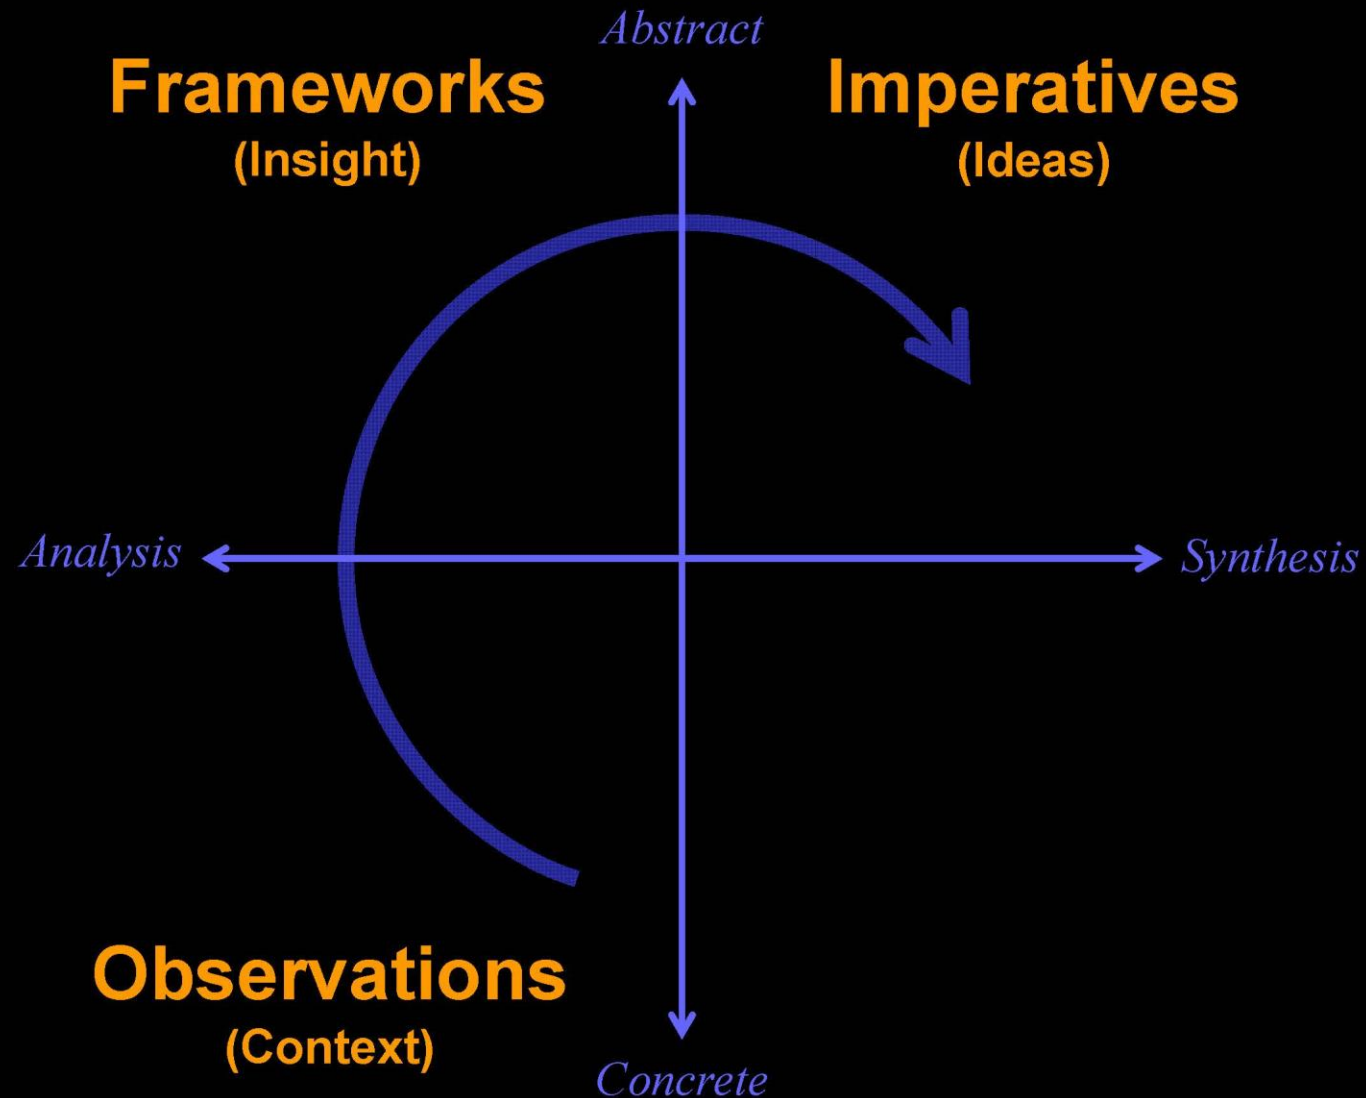 Abstract
Frameworks
(Insight)
Imperatives
(Ideas)
Analysis
Synthesis
Observations
(Context)
Concrete